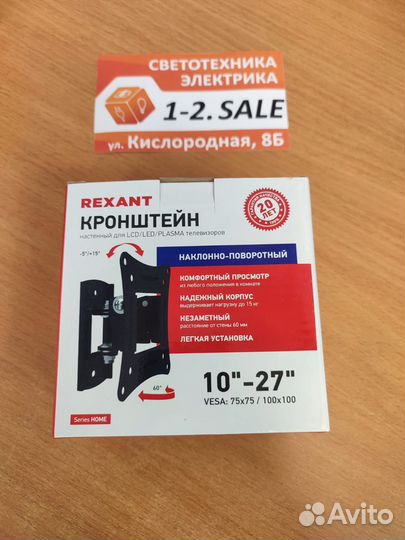 СВЕТОТЕХНИКА
ЭЛЕКТРИКА
1-2. SALE
ул. Кислородная, 8Б
REXANT
КРОНШТЕЙН
настенный для LCD/LED/PLASMA телевизоров
20 ЛЕТ
-5°/+15°
НАКЛОННО-ПОВОРОТНЫЙ
КОМФОРТНЫЙ ПРОСМОТР
из любого положения в комнате
НАДЕЖНЫЙ КОРПУС
выдерживает нагрузку до 15 кг
НЕЗАМЕТНЫЙ
расстояние от стены 60 мм
ЛЕГКАЯ УСТАНОВКА
60°
10"-27"
VESA: 75x75 / 100x100
Series HOME
Avito